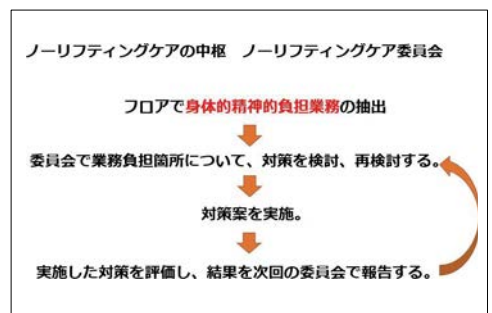 ノーリフティングケアの中枢　ノーリフティングケア委員会
フロアで身体的精神的負担業務の抽出
委員会で業務負担箇所について、対策を検討、再検討する。
対策案を実施。
実施した対策を評価し、結果を次回の委員会で報告する。